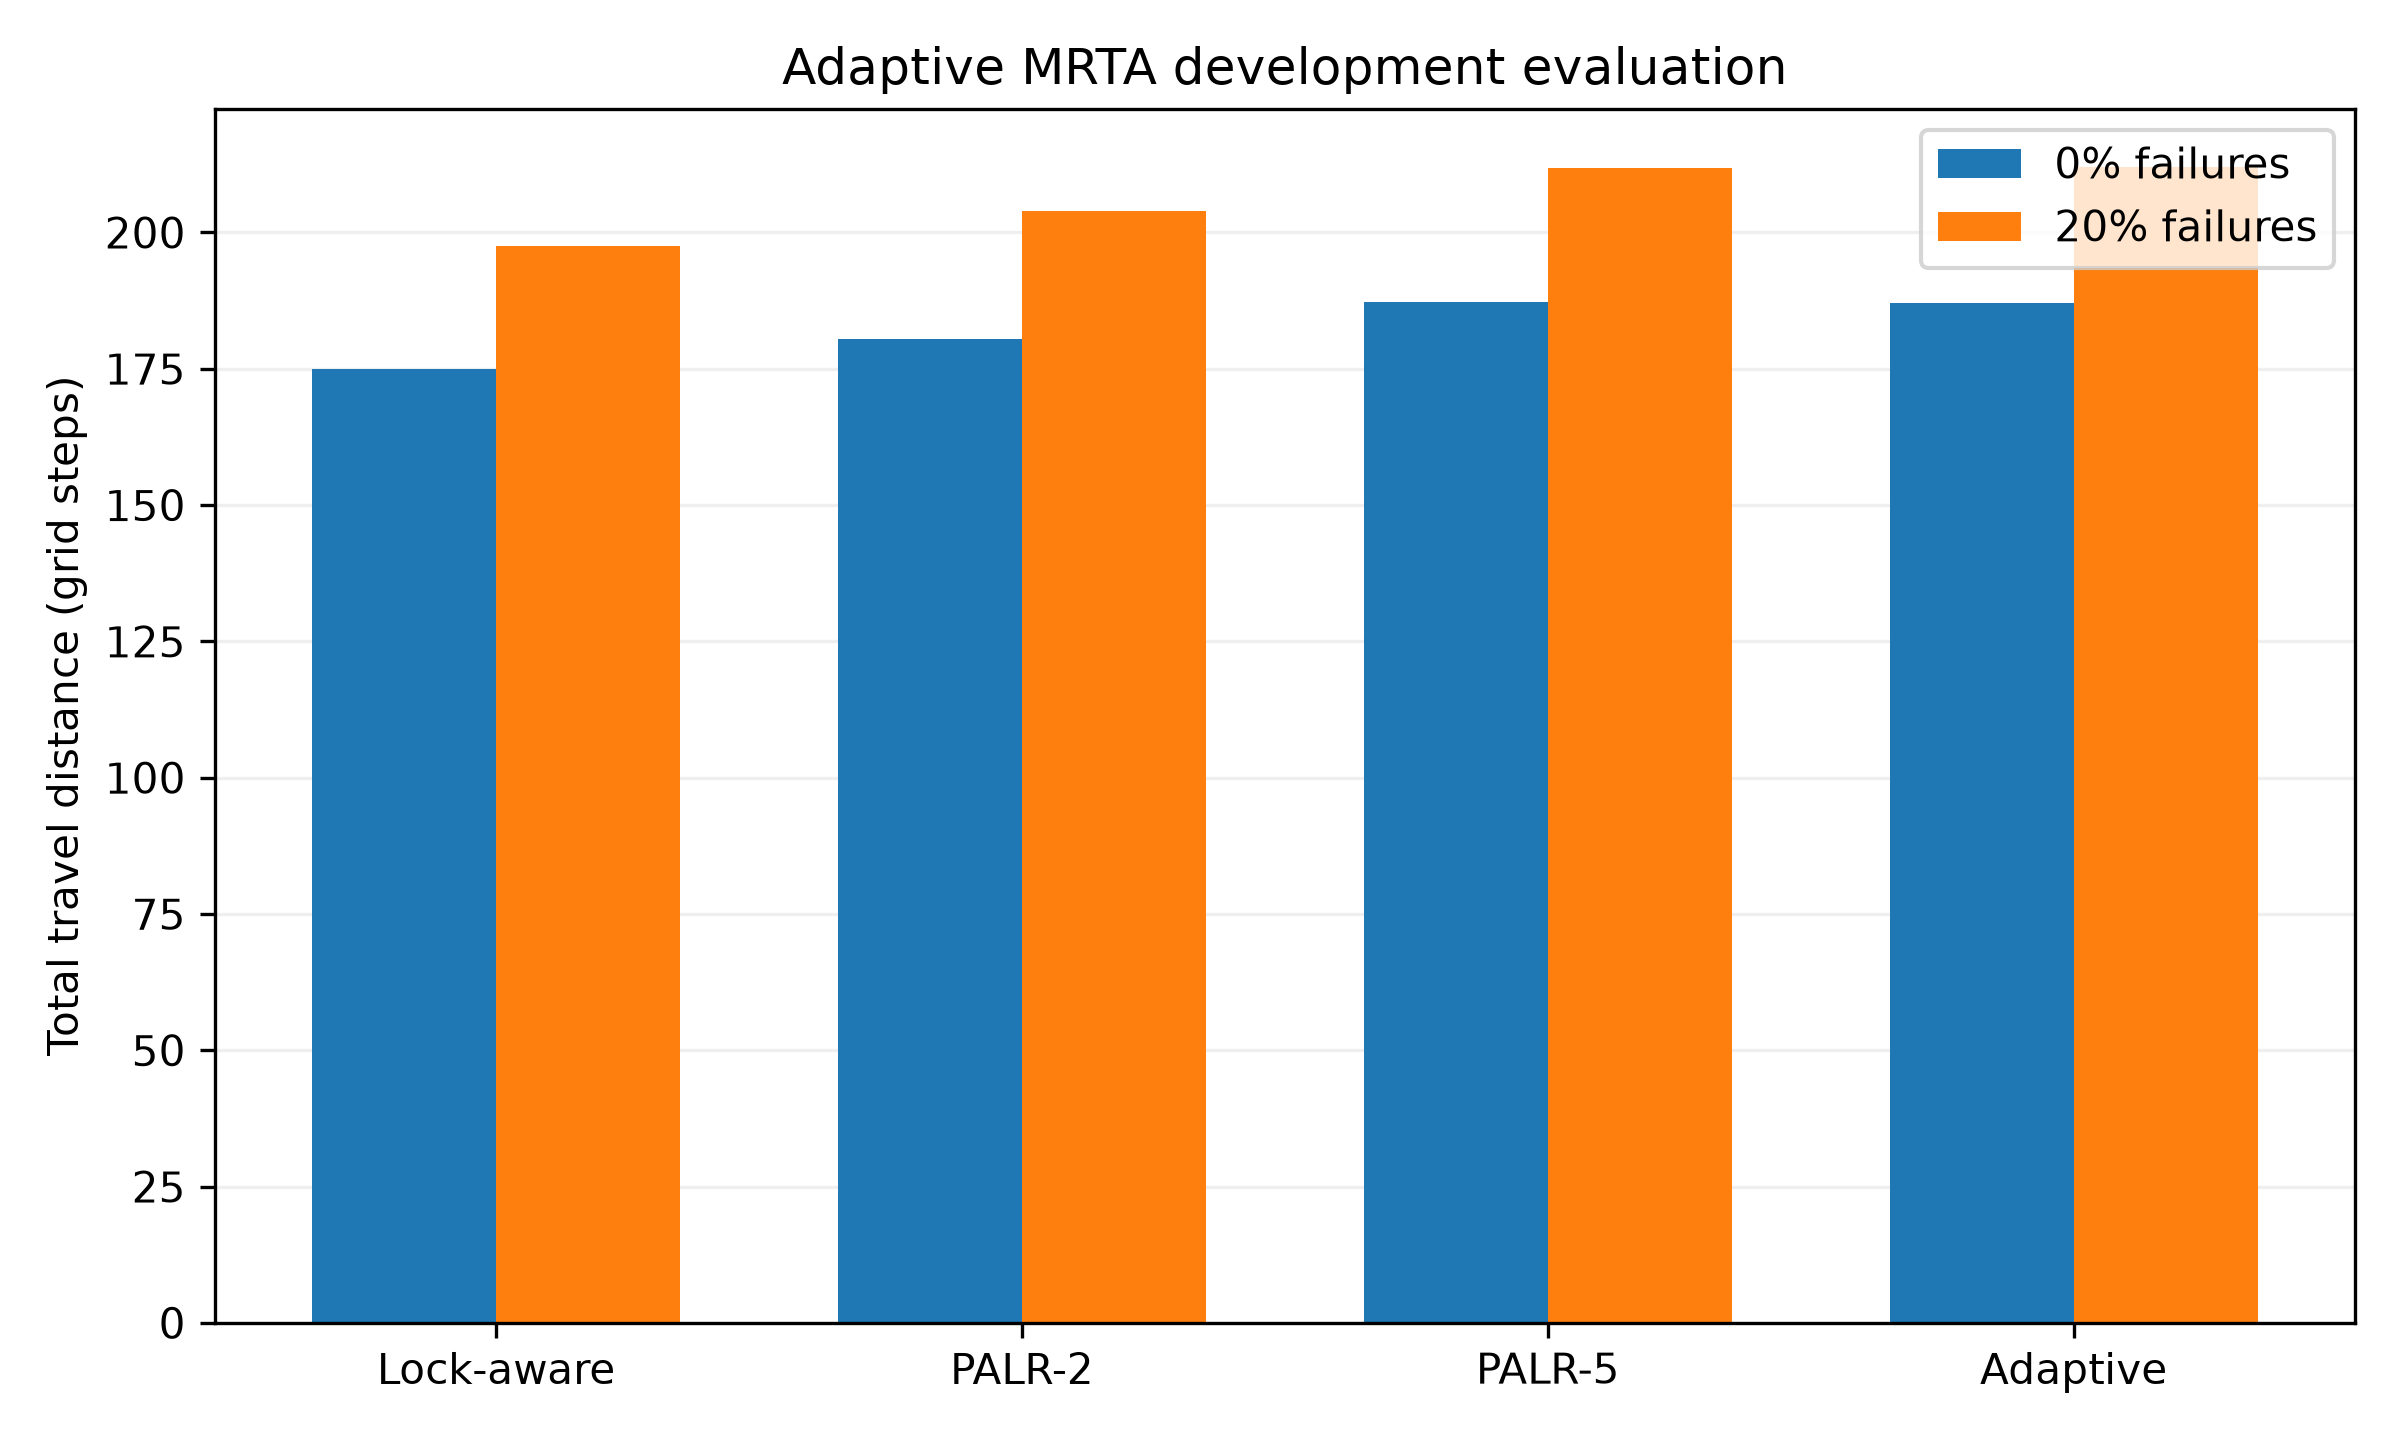 Adaptive MRTA development evaluation
0% failures
20% failures
Total travel distance (grid steps)
200
175
150
125
100
75
50
25
0
Lock-aware
PALR-2
PALR-5
Adaptive